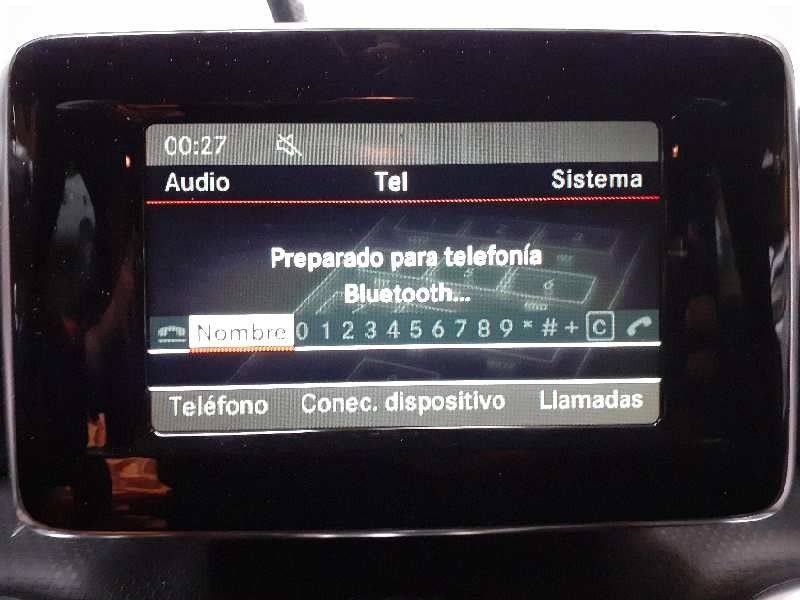 00:27
Audio Tel Sistema
Preparado para telefonía
Bluetooth...
Nombre 0 1 2 3 4 5 6 7 8 9 * # + C
Teléfono Conec. dispositivo Llamadas